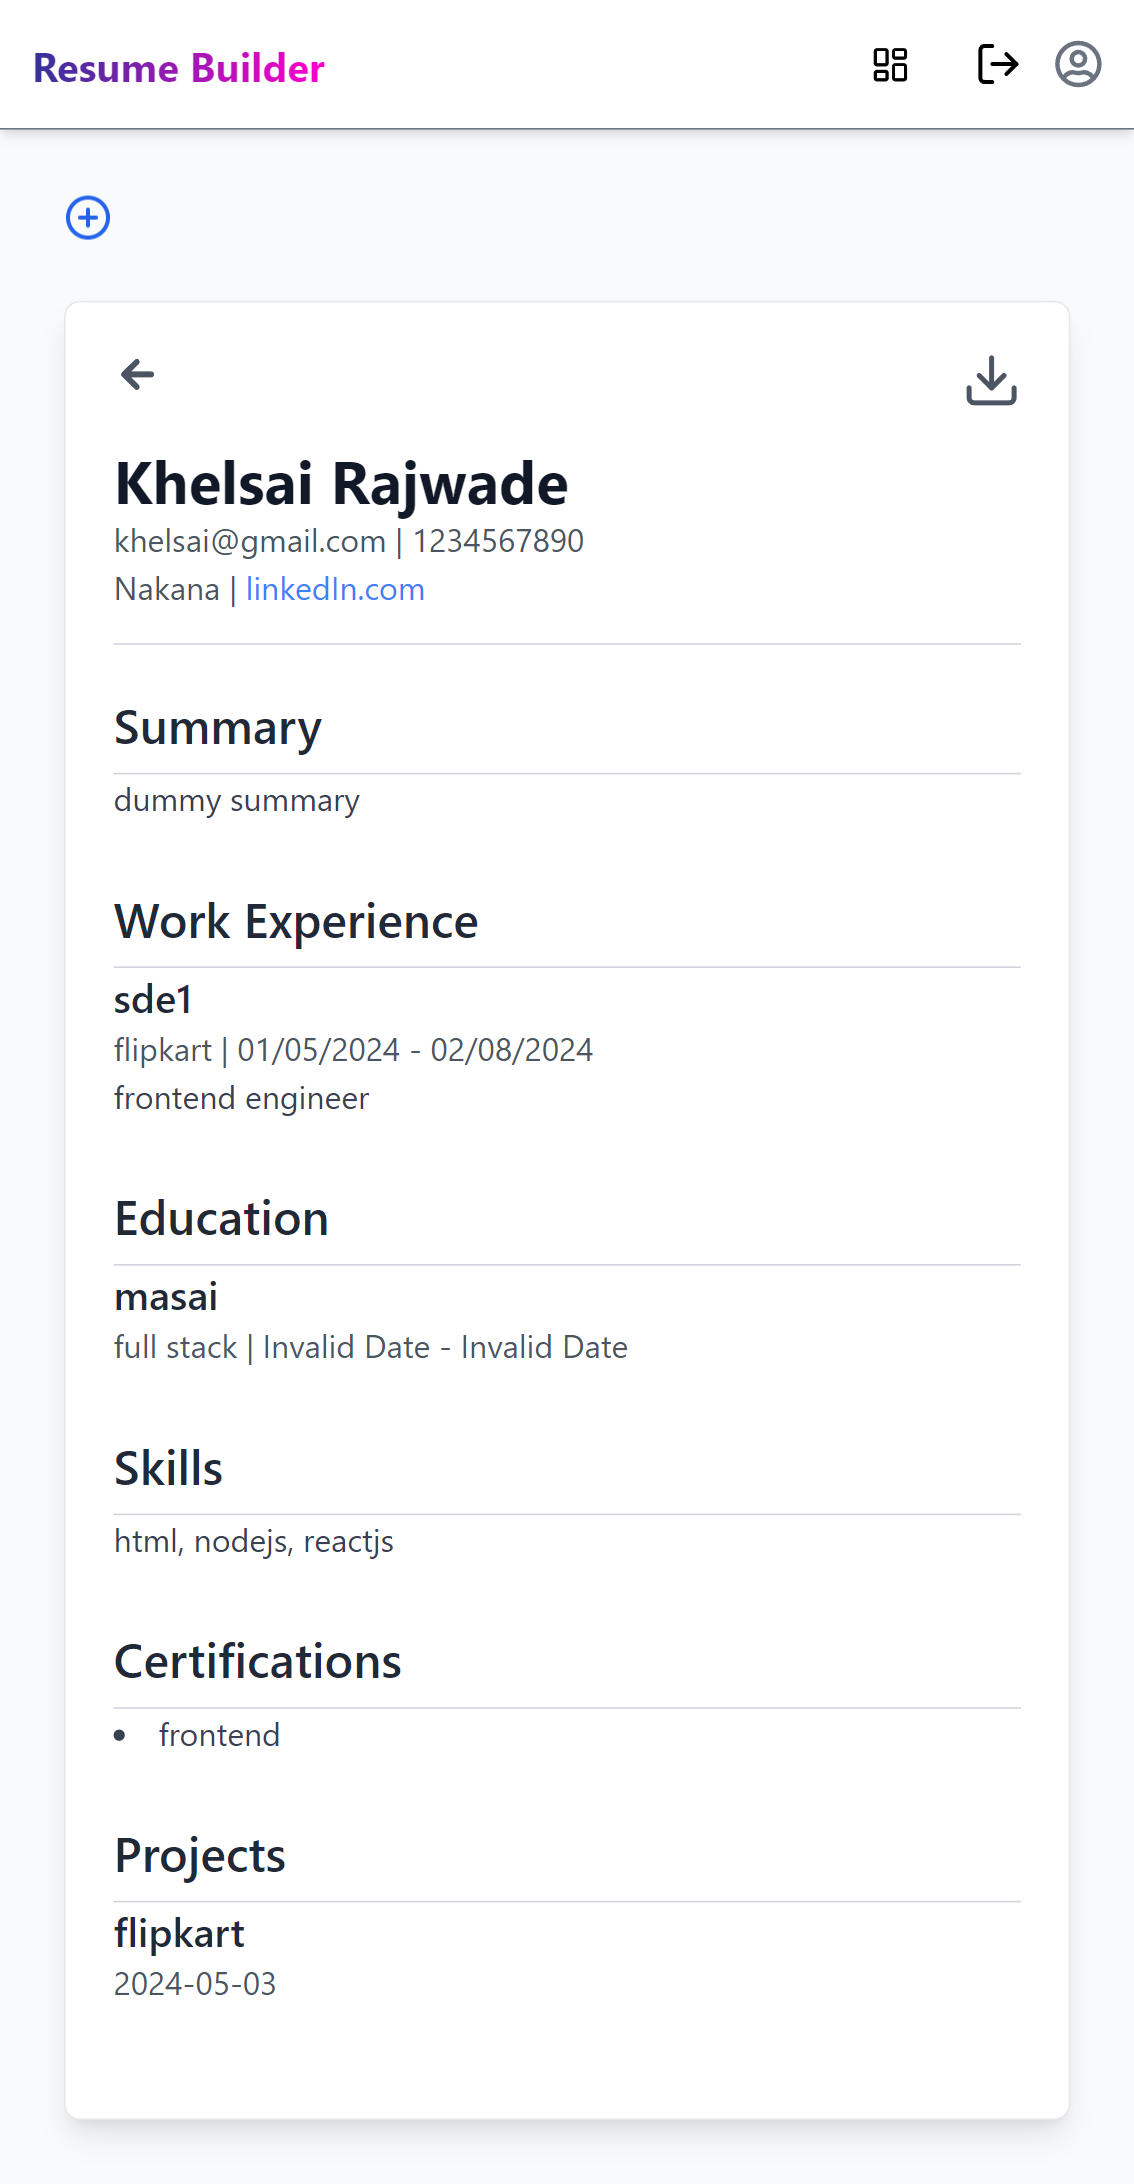 Resume Builder
Khelsai Rajwade
khelsai@gmail.com | 1234567890
Nakana | linkedIn.com
Summary
dummy summary
Work Experience
sde1
flipkart | 01/05/2024 - 02/08/2024
frontend engineer
Education
masai
full stack | Invalid Date - Invalid Date
Skills
html, nodejs, reactjs
Certifications
• frontend
Projects
flipkart
2024-05-03